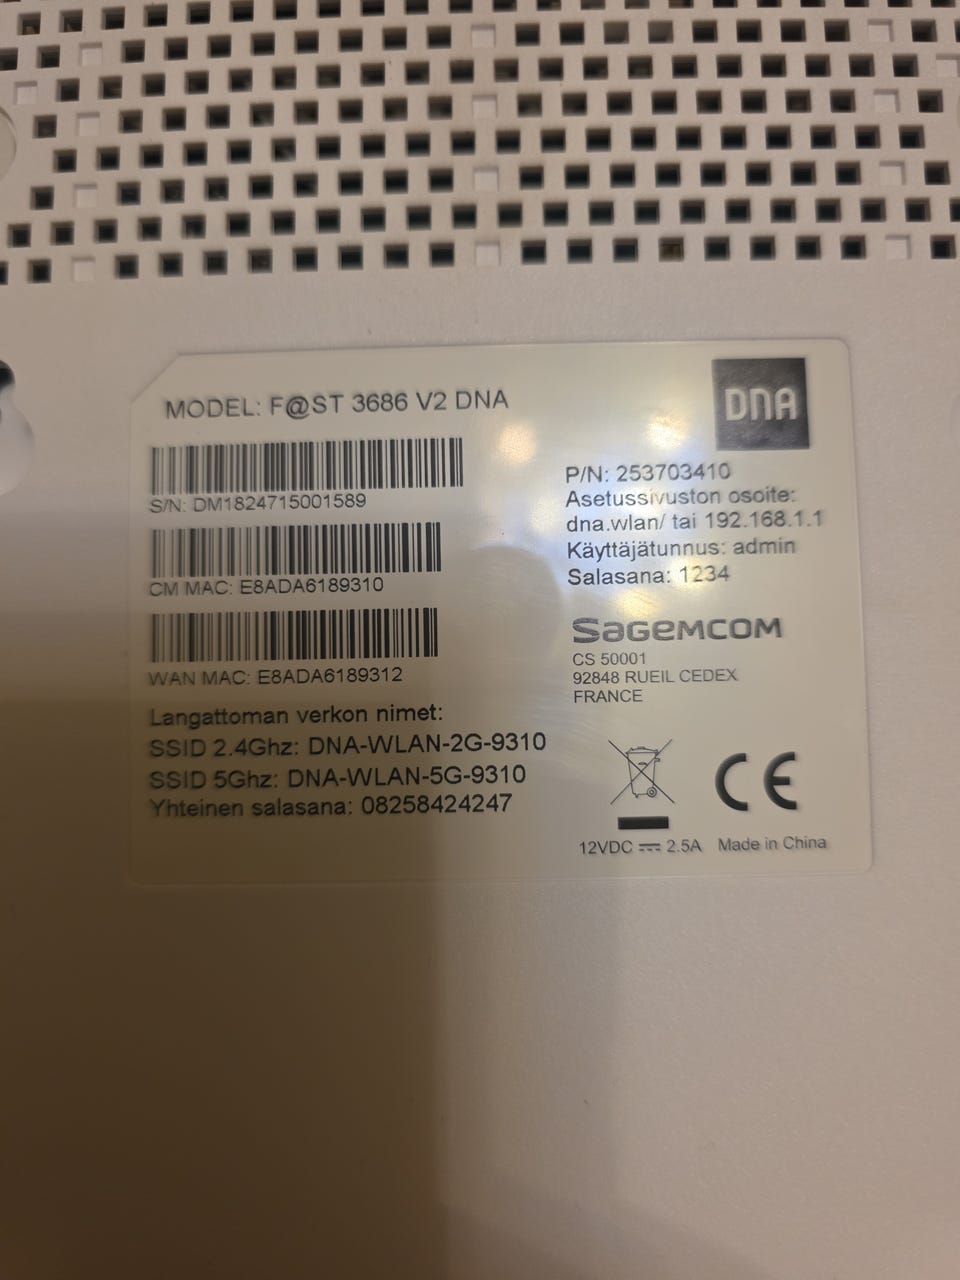 MODEL: F@ST 3686 V2 DNA
DNA
S/N: DM1824715001589
CM MAC: E8ADA6189310
WAN MAC: E8ADA6189312
Langattoman verkon nimet:
SSID 2.4Ghz: DNA-WLAN-2G-9310
SSID 5Ghz: DNA-WLAN-5G-9310
Yhteinen salasana: 08258424247
P/N: 253703410
Asetussivuston osoite:
dna.wlan/ tai 192.168.1.1
Käyttäjätunnus: admin
Salasana: 1234
SAGEMCOM
CS 50001
92848 RUEIL CEDEX
FRANCE
CE
12VDC ⎓ 2.5A Made in China